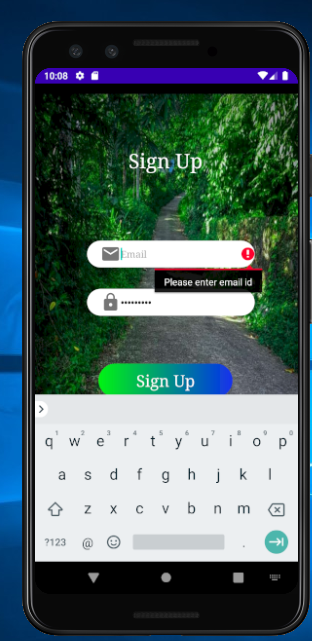 10:08
Sign Up
Email
Please enter email id
•••••••••
Sign Up
1 2 3 4 5 6 7 8 9 0
q w e r t y u i o p
a s d f g h j k l
z x c v b n m
?123 @ .